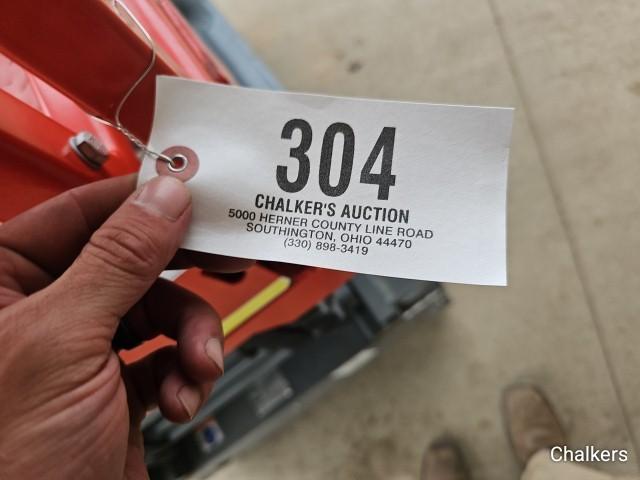 304
CHALKER'S AUCTION
5000 HERNER COUNTY LINE ROAD
SOUTHINGTON, OHIO 44470
(330) 898-3419
Chalkers